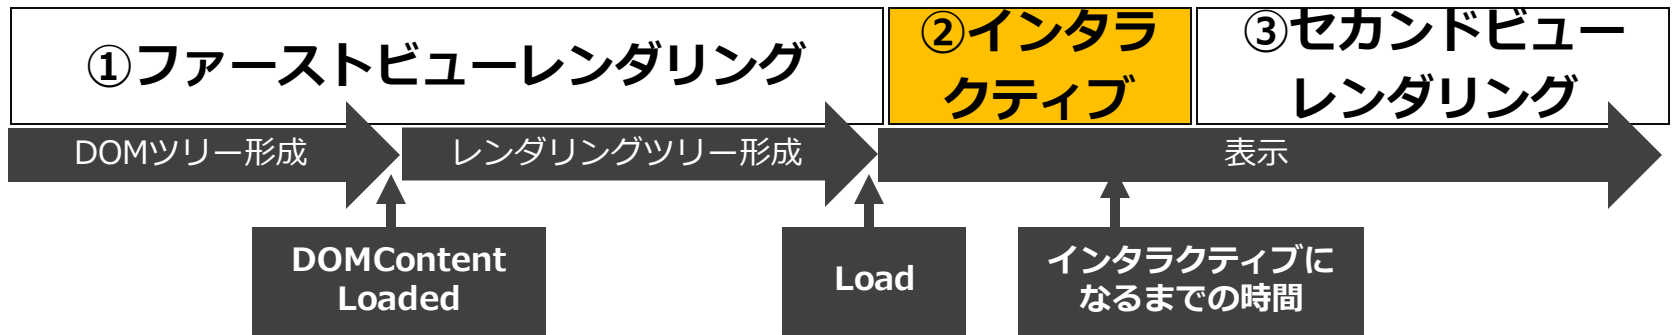 ①ファーストビューレンダリング
②インタラ
クティブ
③セカンドビュー
レンダリング
DOMツリー形成
レンダリングツリー形成
表示
DOMContent
Loaded
Load
インタラクティブに
なるまでの時間